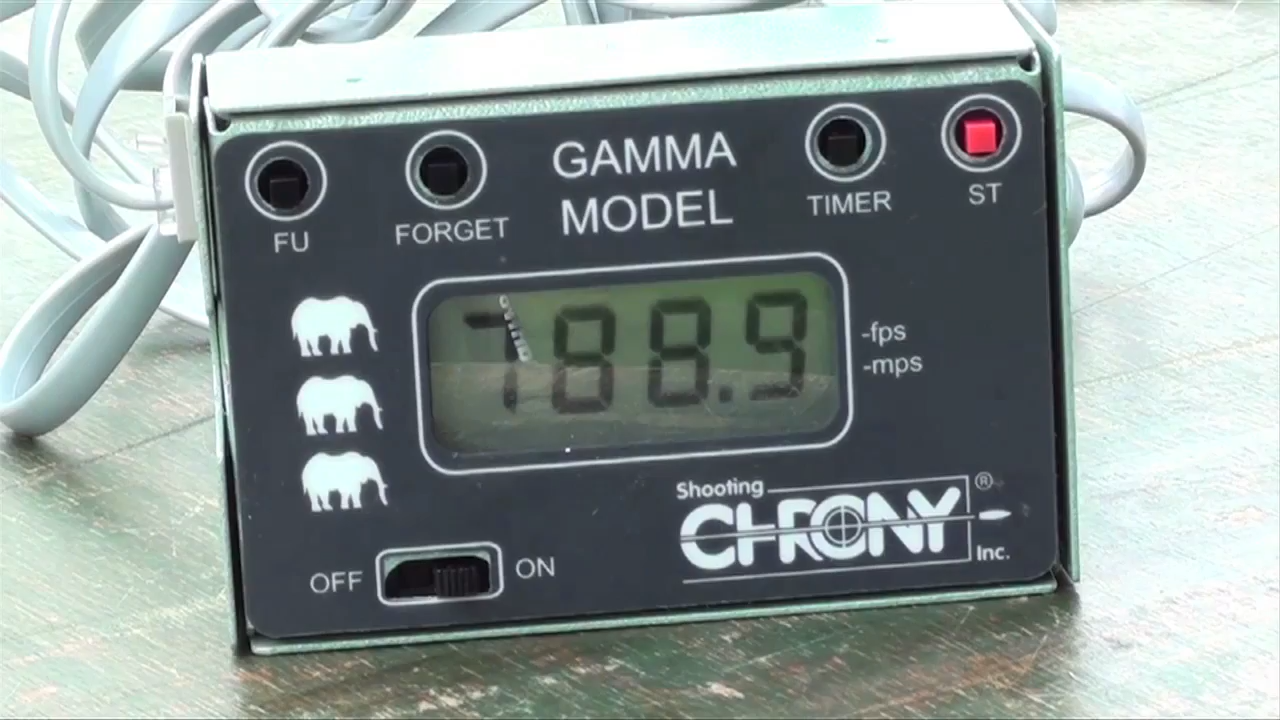 GAMMA
MODEL
FU
FORGET
TIMER
ST
788.9
-fps
-mps
Shooting
CHRONY ®
Inc.
OFF
ON